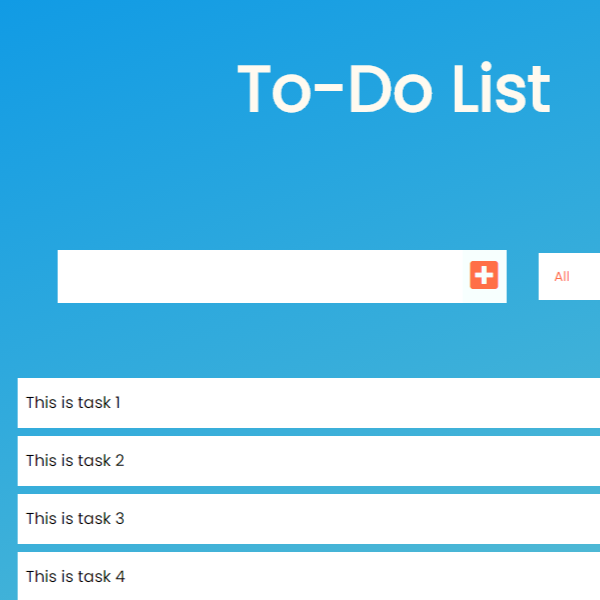 To-Do List
All
This is task 1
This is task 2
This is task 3
This is task 4